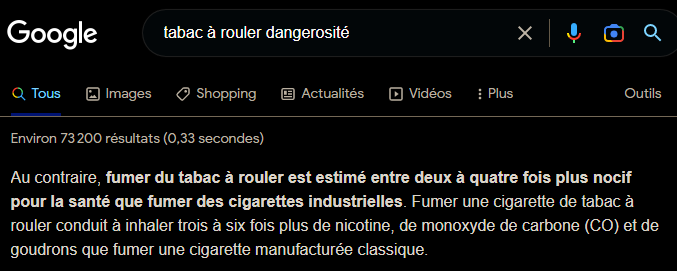 Google
tabac à rouler dangerosité
Tous Images Shopping Actualités Vidéos Plus Outils
Environ 73 200 résultats (0,33 secondes)
Au contraire, fumer du tabac à rouler est estimé entre deux à quatre fois plus nocif
pour la santé que fumer des cigarettes industrielles. Fumer une cigarette de tabac à
rouler conduit à inhaler trois à six fois plus de nicotine, de monoxyde de carbone (CO) et de
goudrons que fumer une cigarette manufacturée classique.